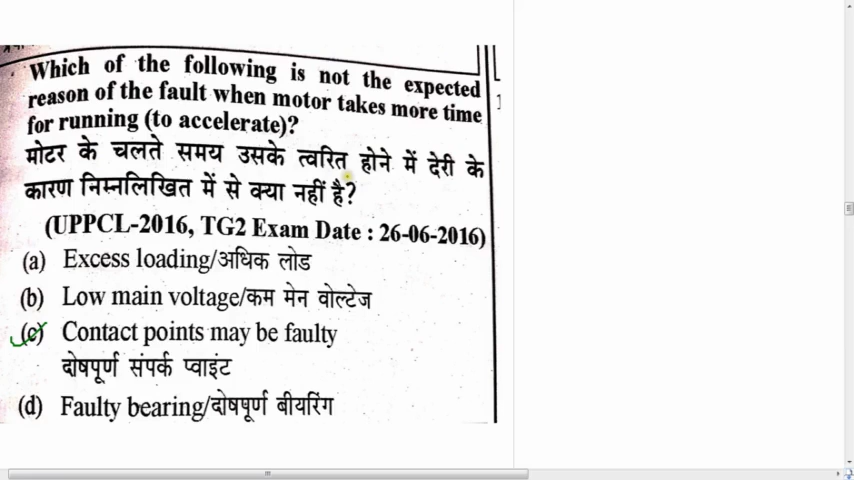 Which of the following is not the expected
reason of the fault when motor takes more time
for running (to accelerate)?
मोटर के चलते समय उसके त्वरित होने में देरी के
कारण निम्नलिखित में से क्या नहीं है?
(UPPCL-2016, TG2 Exam Date : 26-06-2016)
(a) Excess loading/अधिक लोड
(b) Low main voltage/कम मेन वोल्टेज
(c) Contact points may be faulty
दोषपूर्ण संपर्क प्वाइंट
(d) Faulty bearing/दोषपूर्ण बीयरिंग